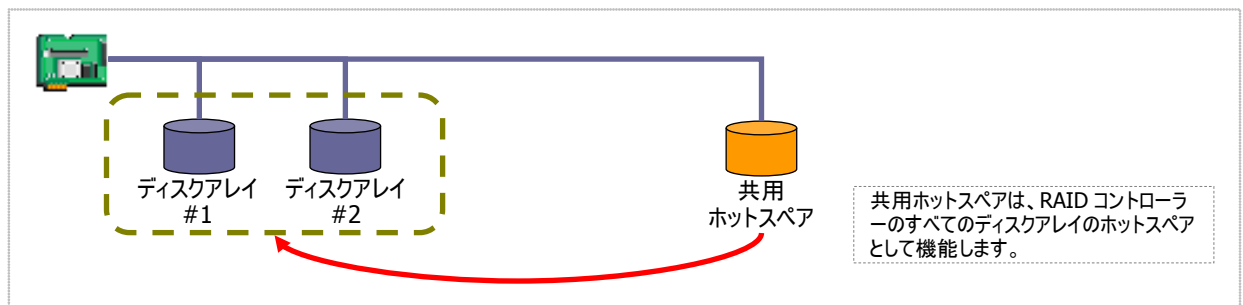 ディスクアレイ
#1
ディスクアレイ
#2
共用
ホットスペア
共用ホットスペアは、RAID コントローラ
ーのすべてのディスクアレイのホットスペア
として機能します。